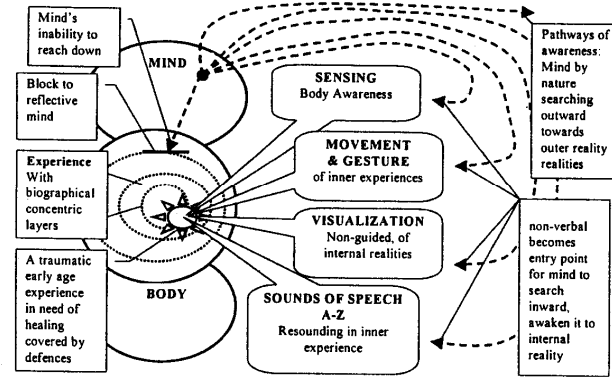 Mind's
inability to
reach down
MIND
Block to
reflective
mind
Experience
With
biographical
concentric
layers
A traumatic
early age
experience
in need of
healing
covered by
defences
BODY
SENSING
Body Awareness
MOVEMENT
& GESTURE
of inner experiences
VISUALIZATION
Non-guided, of
internal realities
SOUNDS OF SPEECH
A-Z
Resounding in inner
experience
Pathways of
awareness:
Mind by
nature
searching
outward
towards
outer reality
realities
non-verbal
becomes
entry point
for mind to
search
inward,
awaken it to
internal
reality